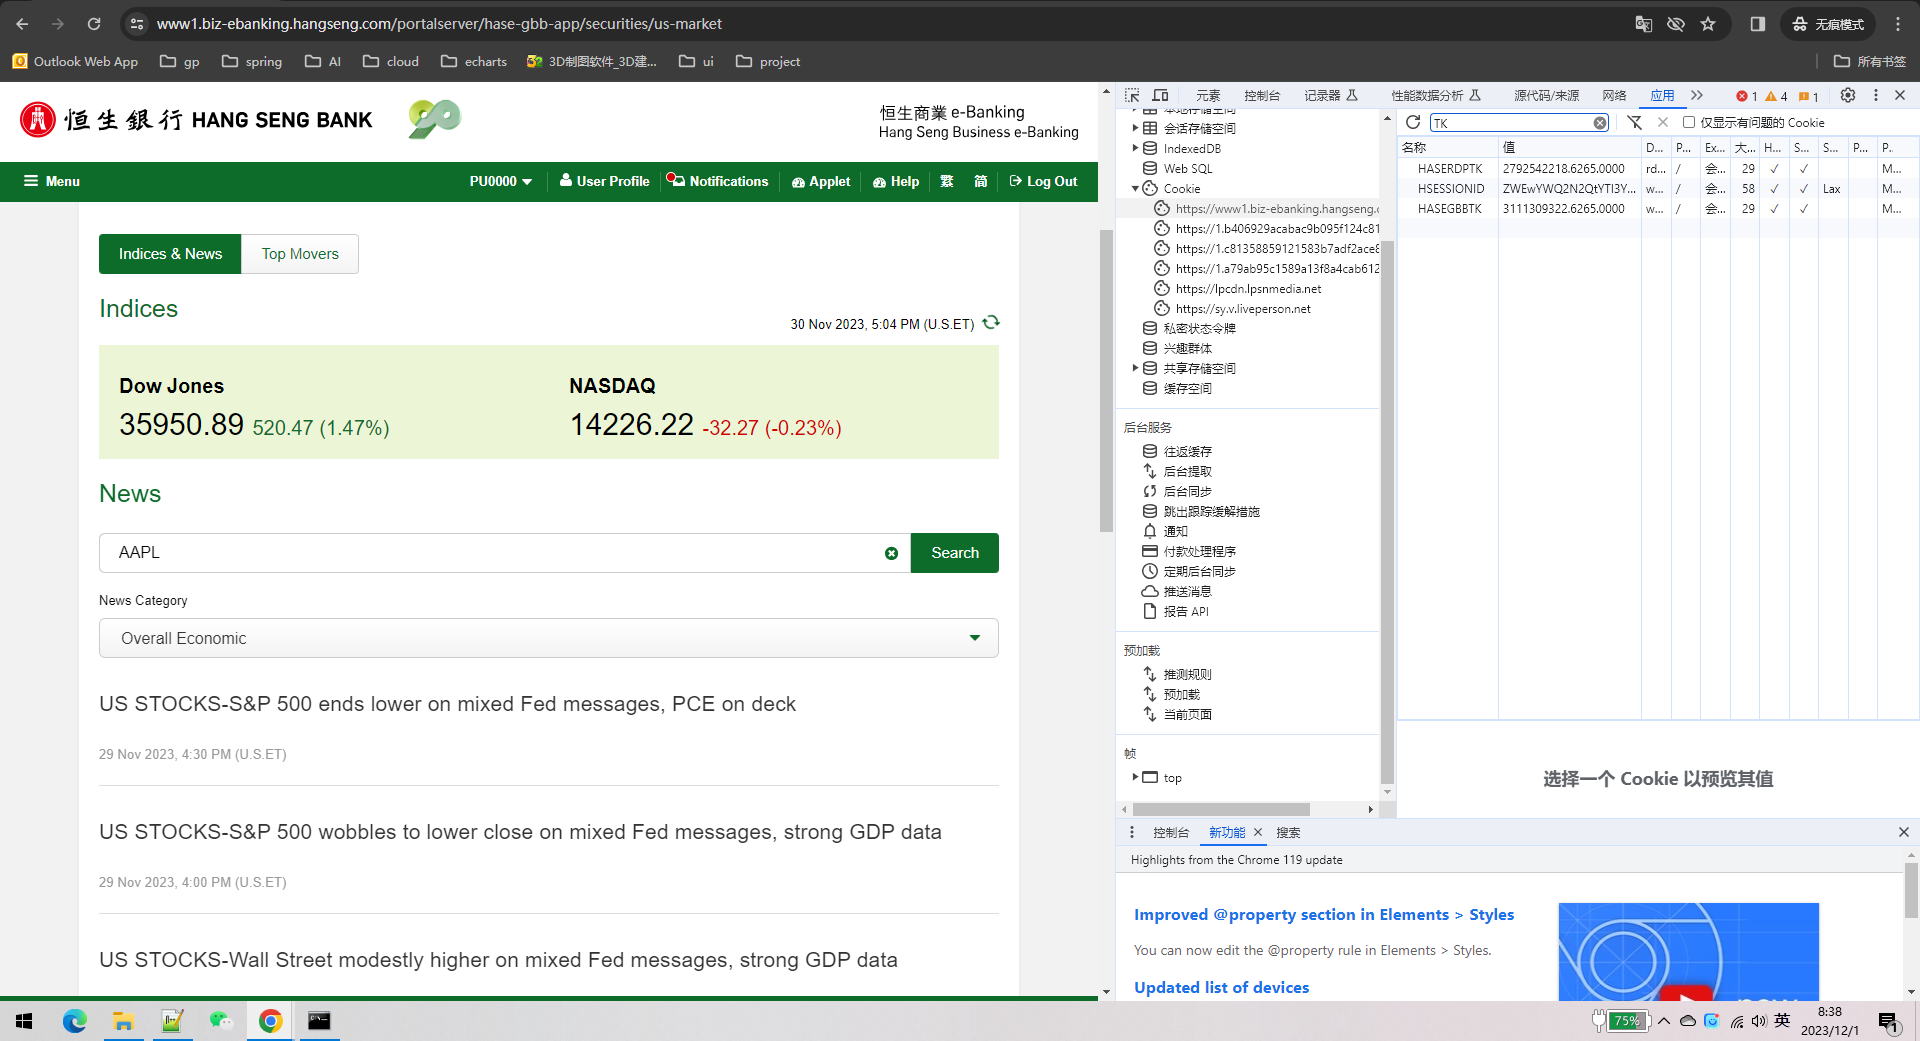 www1.biz-ebanking.hangseng.com/portalserver/hase-gbb-app/securities/us-market
无痕模式
Outlook Web App
gp
spring
AI
cloud
echarts
3D制图软件_3D建...
ui
project
所有书签
恒生銀行 HANG SENG BANK
90
恒生商業 e-Banking
Hang Seng Business e-Banking
Menu
PU0000
User Profile
Notifications
Applet
Help
繁
简
Log Out
Indices & News
Top Movers
Indices
30 Nov 2023, 5:04 PM (U.S.ET)
Dow Jones
35950.89 520.47 (1.47%)
NASDAQ
14226.22 -32.27 (-0.23%)
News
AAPL
Search
News Category
Overall Economic
US STOCKS-S&P 500 ends lower on mixed Fed messages, PCE on deck
29 Nov 2023, 4:30 PM (U.S.ET)
US STOCKS-S&P 500 wobbles to lower close on mixed Fed messages, strong GDP data
29 Nov 2023, 4:00 PM (U.S.ET)
US STOCKS-Wall Street modestly higher on mixed Fed messages, strong GDP data
元素
控制台
记录器
性能数据分析
源代码/来源
网络
应用
1
4
1
本地存储空间
会话存储空间
IndexedDB
Web SQL
Cookie
https://www1.biz-ebanking.hangseng.c
https://1.b406929acabac9b095f124c81
https://1.c81358859121583b7adf2ace8
https://1.a79ab95c1589a13f8a4cab612
https://lpcdn.lpsnmedia.net
https://sy.v.liveperson.net
私密状态令牌
兴趣群体
共享存储空间
缓存空间
后台服务
往返缓存
后台提取
后台同步
跳出跟踪缓解措施
通知
付款处理程序
定期后台同步
推送消息
报告 API
预加载
推测规则
预加载
当前页面
帧
top
TK
仅显示有问题的 Cookie
名称 值 D... P... Ex... 大... H... S... S... P... P.
HASERDPTK 2792542218.6265.0000 rd... / 会... 29 ✓ ✓ M...
HSESSIONID ZWEwYWQ2N2QtYTI3Y... w... / 会... 58 ✓ ✓ Lax M...
HASEGBBTK 3111309322.6265.0000 w... / 会... 29 ✓ ✓ M...
选择一个 Cookie 以预览其值
控制台
新功能
搜索
Highlights from the Chrome 119 update
Improved @property section in Elements > Styles
You can now edit the @property rule in Elements > Styles.
Updated list of devices
75%
英
8:38
2023/12/1
1